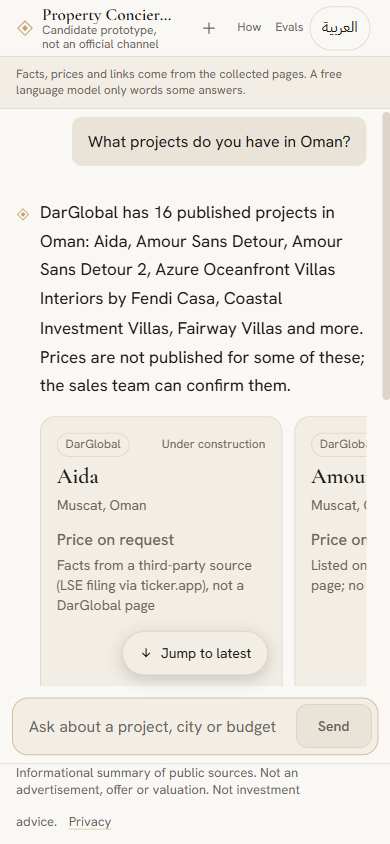 Property Concier...
Candidate prototype,
not an official channel
+
How
Evals
العربية
Facts, prices and links come from the collected pages. A free
language model only words some answers.
What projects do you have in Oman?
DarGlobal has 16 published projects in
Oman: Aida, Amour Sans Detour, Amour
Sans Detour 2, Azure Oceanfront Villas
Interiors by Fendi Casa, Coastal
Investment Villas, Fairway Villas and more.
Prices are not published for some of these;
the sales team can confirm them.
DarGlobal
Under construction
Aida
Muscat, Oman
Price on request
Facts from a third-party source
(LSE filing via ticker.app), not a
DarGlobal page
Muscat,
Listed on
page; no
↓ Jump to latest
Ask about a project, city or budget
Send
Informational summary of public sources. Not an
advertisement, offer or valuation. Not investment
advice.
Privacy